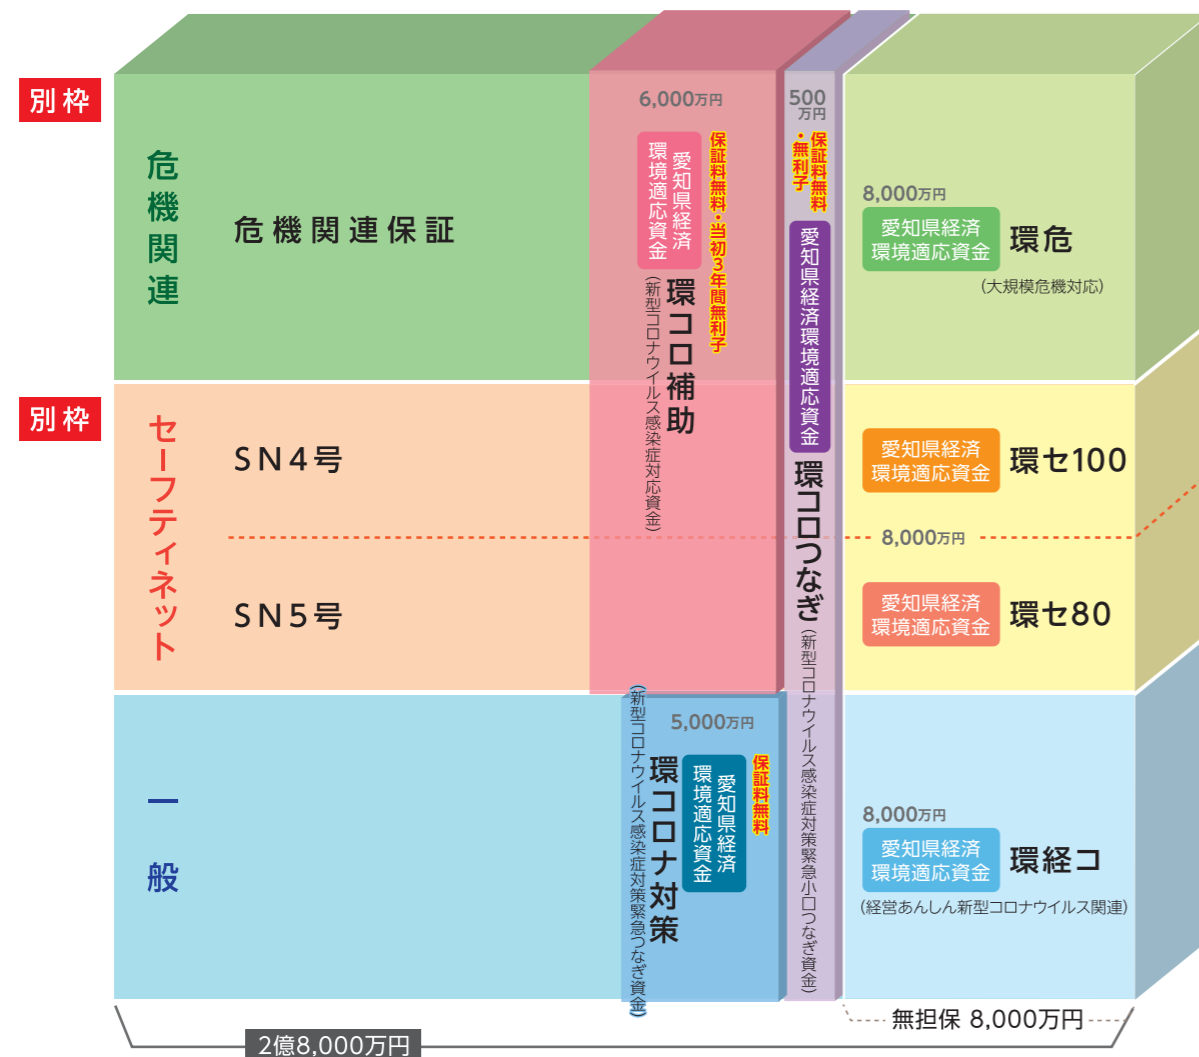 別枠
危機関連
危機関連保証
6,000万円
愛知県経済
環境適応資金
保証料無料・当初3年間無利子
環コロ補助
(新型コロナウイルス感染症対応資金)
500
万円
保証料無料
・無利子
愛知県経済環境適応資金
環コロつなぎ
(新型コロナウイルス感染症対策緊急小口つなぎ資金)
8,000万円
愛知県経済
環境適応資金
環危
(大規模危機対応)
別枠
セーフティネット
SN4号
SN5号
愛知県経済
環境適応資金
環セ100
8,000万円
愛知県経済
環境適応資金
環セ80
一般
5,000万円
保証料無料
愛知県経済
環境適応資金
環コロナ対策
(新型コロナウイルス感染症対策緊急つなぎ資金)
8,000万円
愛知県経済
環境適応資金
環経コ
(経営あんしん新型コロナウイルス関連)
無担保 8,000万円
2億8,000万円